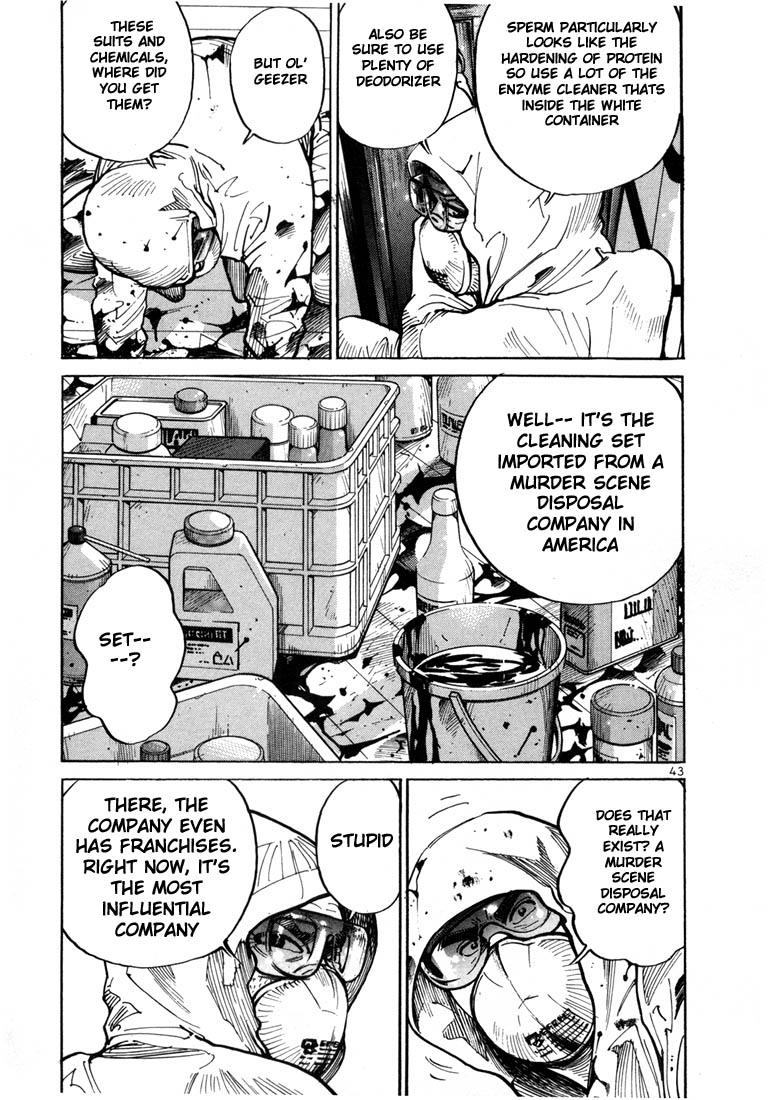 SPERM PARTICULARLY
LOOKS LIKE THE
HARDENING OF PROTEIN
SO USE A LOT OF THE
ENZYME CLEANER THATS
INSIDE THE WHITE
CONTAINER
ALSO BE
SURE TO USE
PLENTY OF
DEODORIZER
BUT OL'
GEEZER
THESE
SUITS AND
CHEMICALS,
WHERE DID
YOU GET
THEM?
WELL-- IT'S THE
CLEANING SET
IMPORTED FROM A
MURDER SCENE
DISPOSAL
COMPANY IN
AMERICA
SET--
--?
43
DOES THAT
REALLY
EXIST? A
MURDER
SCENE
DISPOSAL
COMPANY?
STUPID
THERE, THE
COMPANY EVEN
HAS FRANCHISES.
RIGHT NOW, IT'S
THE MOST
INFLUENTIAL
COMPANY